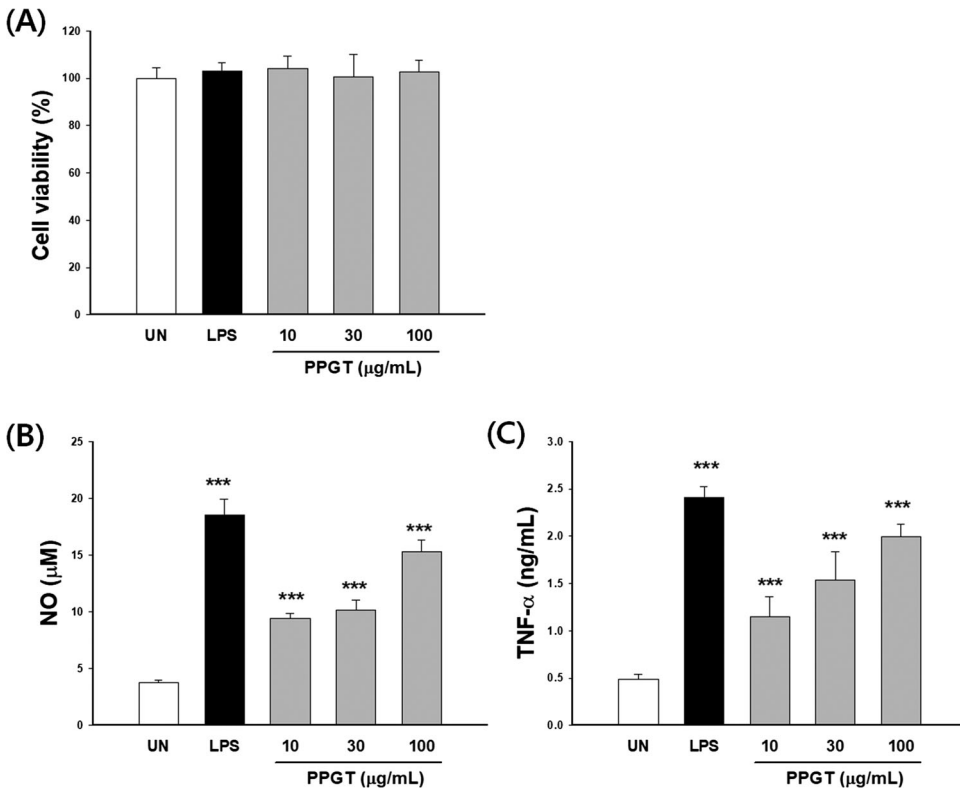 (A)
Cell viability (%)
120
100
80
60
40
20
0
UN LPS 10 30 100
PPGT (μg/mL)
(B)
NO (μM)
25
20
15
10
5
0
*** *** *** ***
UN LPS 10 30 100
PPGT (μg/mL)
(C)
TNF-α (ng/mL)
3.0
2.5
2.0
1.5
1.0
0.5
0.0
*** *** *** ***
UN LPS 10 30 100
PPGT (μg/mL)